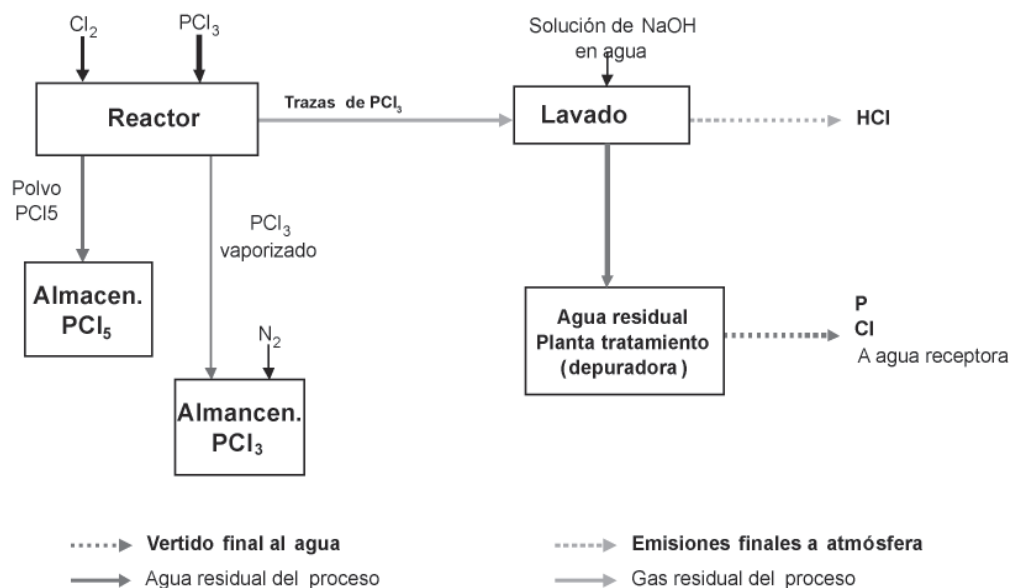 Cl₂
PCl₃
Solución de NaOH
en agua
Reactor
Trazas de PCl₃
Lavado
HCl
Polvo
PCl5
PCl₃
vaporizado
Almacen.
PCl₅
N₂
Almancen.
PCl₃
Agua residual
Planta tratamiento
(depuradora)
P
Cl
A agua receptora
Vertido final al agua
Emisiones finales a atmósfera
Agua residual del proceso
Gas residual del proceso